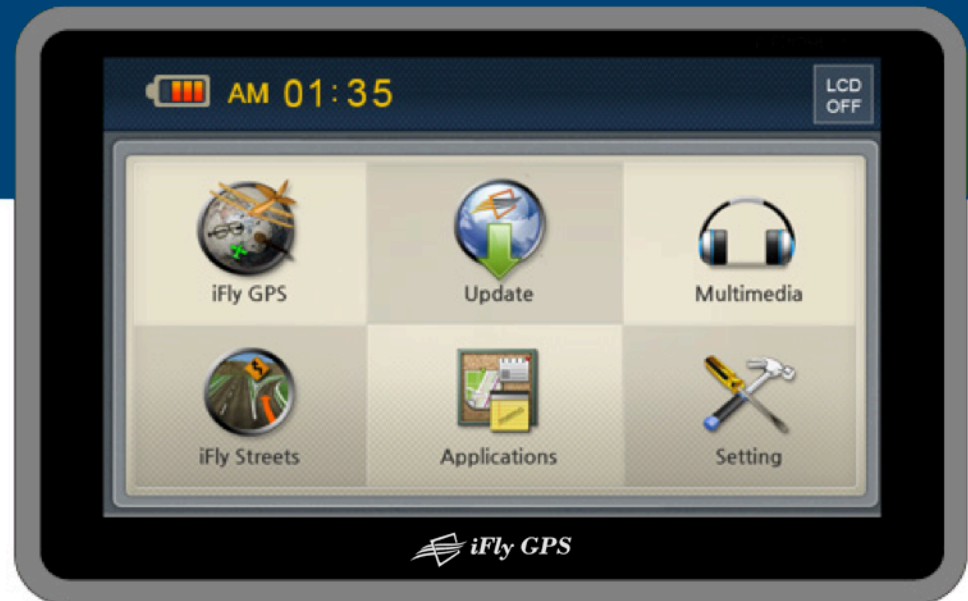 AM 01:35
LCD
OFF
iFly GPS
Update
Multimedia
iFly Streets
Applications
Setting
iFly GPS